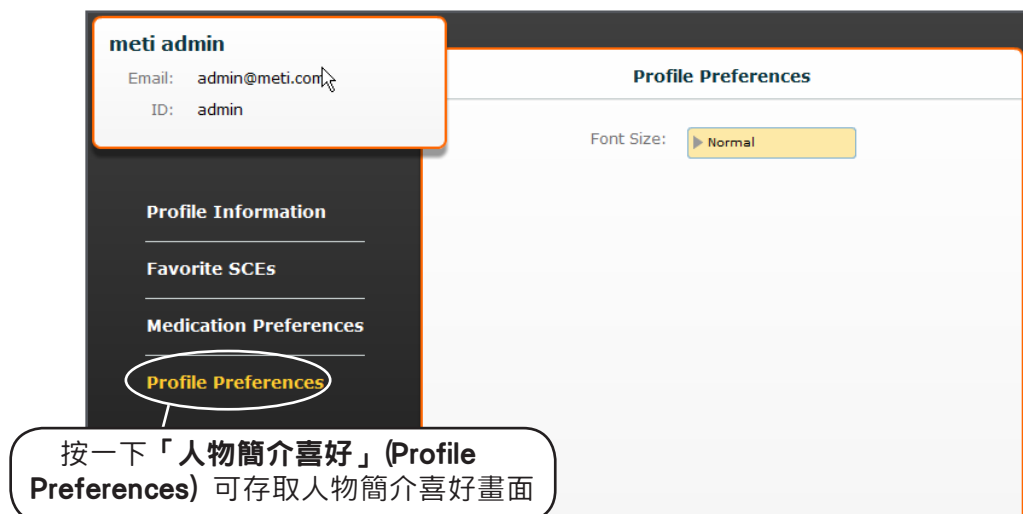 meti admin
Email: admin@meti.com
ID: admin
Profile Preferences
Font Size: Normal
Profile Information
Favorite SCEs
Medication Preferences
Profile Preferences
按一下「人物簡介喜好」(Profile
Preferences) 可存取人物簡介喜好畫面